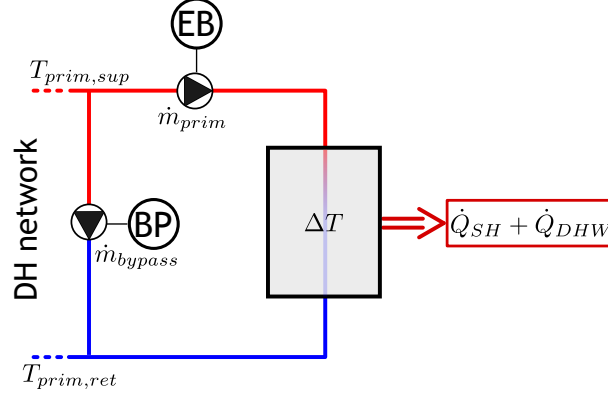 EB
T_{prim,sup}
ṁ_{prim}
DH network
ΔT
Q̇_{SH} + Q̇_{DHW}
BP
ṁ_{bypass}
T_{prim,ret}